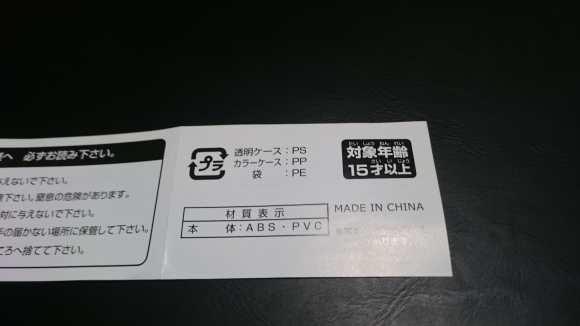 へ 必ずお読み下さい。
えないで下さい。
下さい。窒息の危険があります。
対に与えないで下さい。
手の届かない場所に保管して下さい。
ころへ捨てて下さい。
プラ
透明ケース：PS
カラーケース：PP
袋：PE
材質表示
本体：ABS・PVC
たいしょうねんれい
対象年齢
さいいじょう
15才以上
MADE IN CHINA